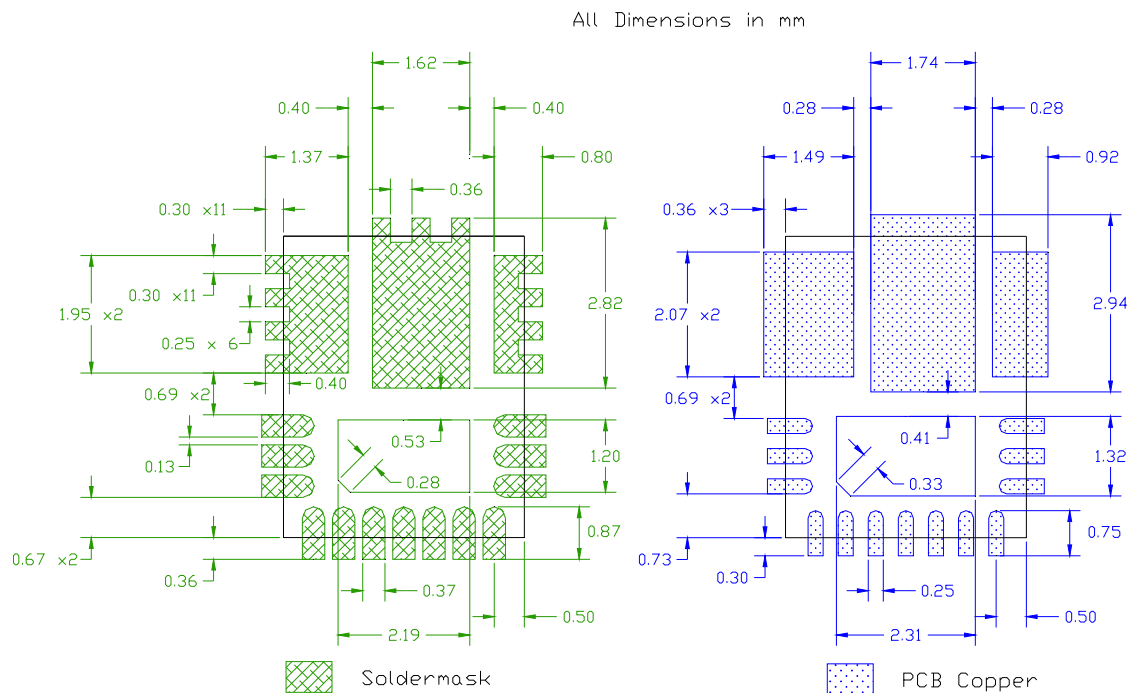 All Dimensions in mm
1.62 1.74
0.40 0.40 0.28 0.28
1.37 0.80 1.49 0.92
0.36
0.30 x11 0.36 x3
0.30 x11
1.95 x2 2.82 2.07 x2 2.94
0.25 x 6
0.40
0.69 x2 0.69 x2
0.53 0.41
1.20 1.32
0.13
0.28 0.33
0.87 0.75
0.67 x2 0.73
0.36 0.30
0.37 0.25
0.50 0.50
2.19 2.31
Soldermask PCB Copper